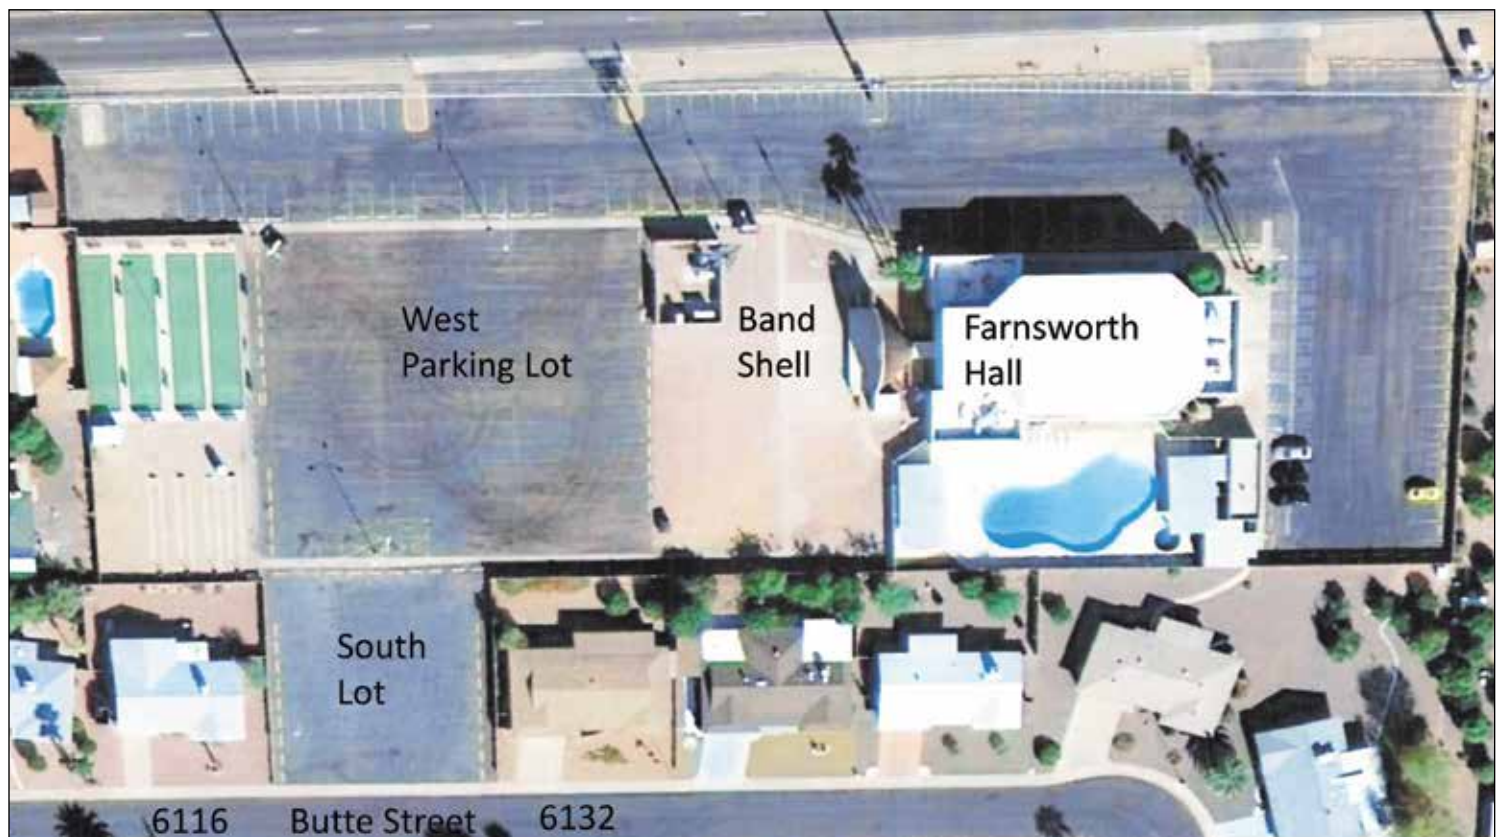 West
Parking Lot
Band
Shell
Farnsworth
Hall
South
Lot
6116 Butte Street 6132